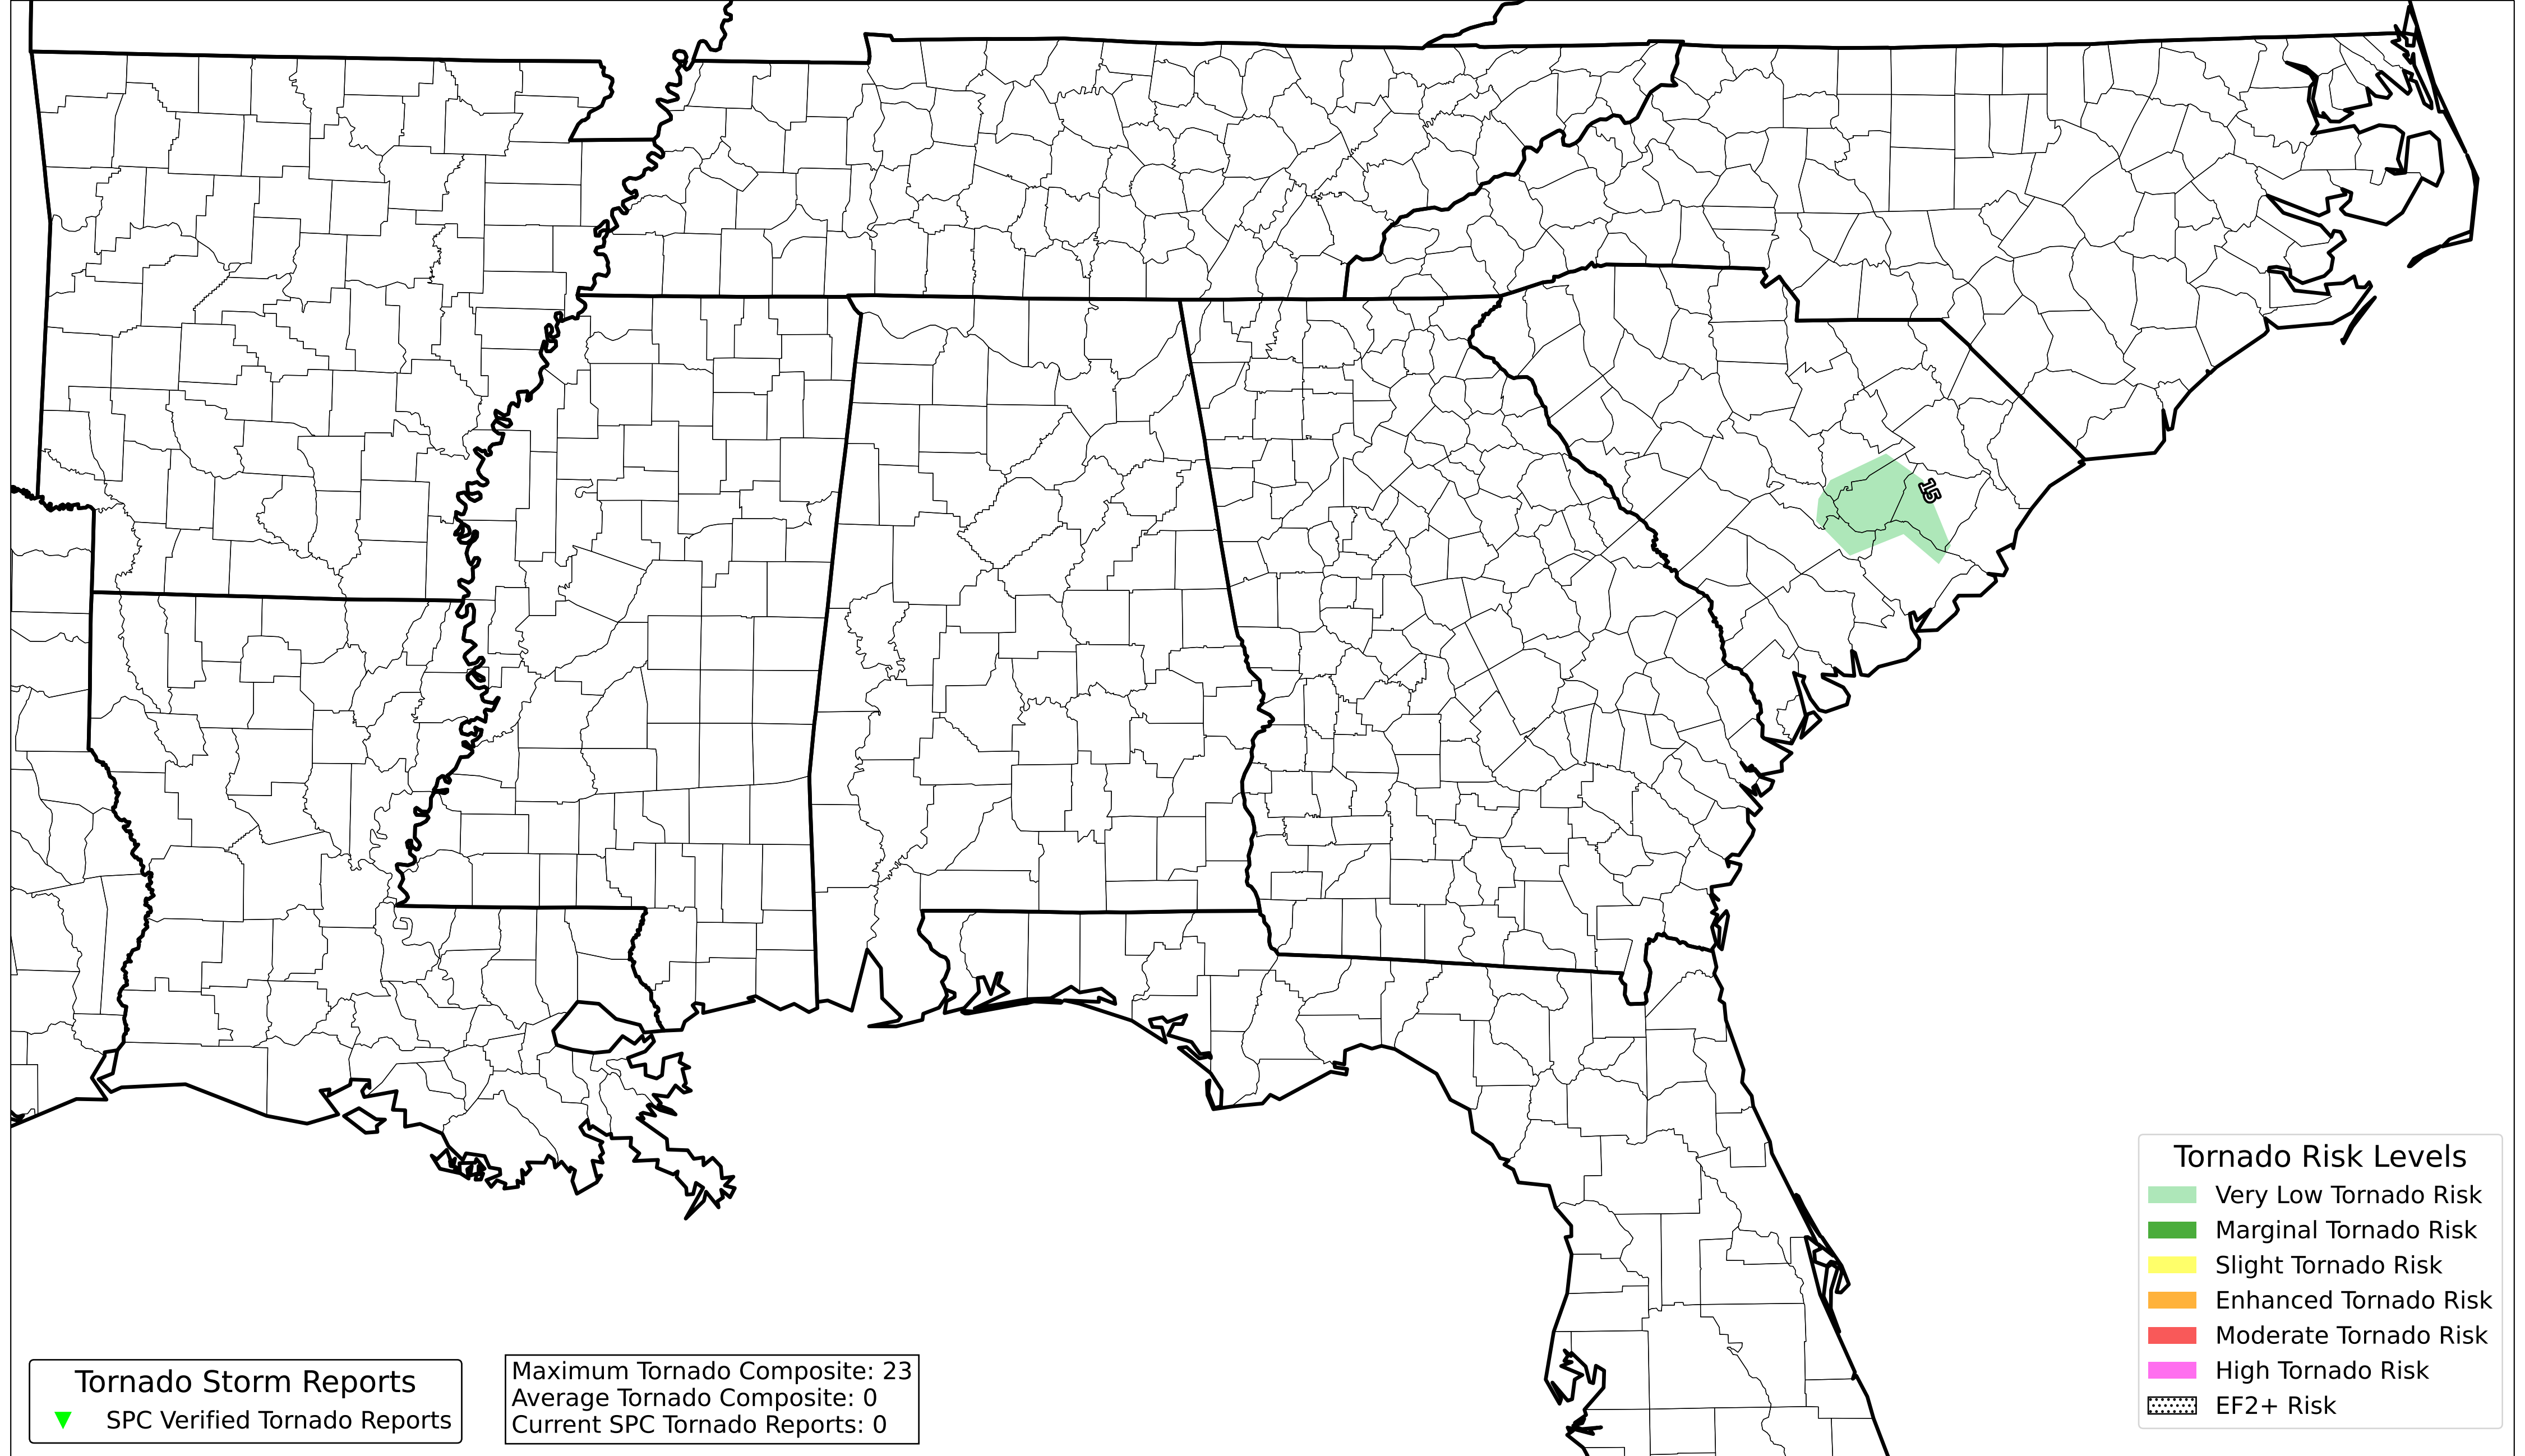 15
Tornado Risk Levels
Very Low Tornado Risk
Marginal Tornado Risk
Slight Tornado Risk
Enhanced Tornado Risk
Moderate Tornado Risk
High Tornado Risk
EF2+ Risk
Tornado Storm Reports
SPC Verified Tornado Reports
Maximum Tornado Composite: 23
Average Tornado Composite: 0
Current SPC Tornado Reports: 0